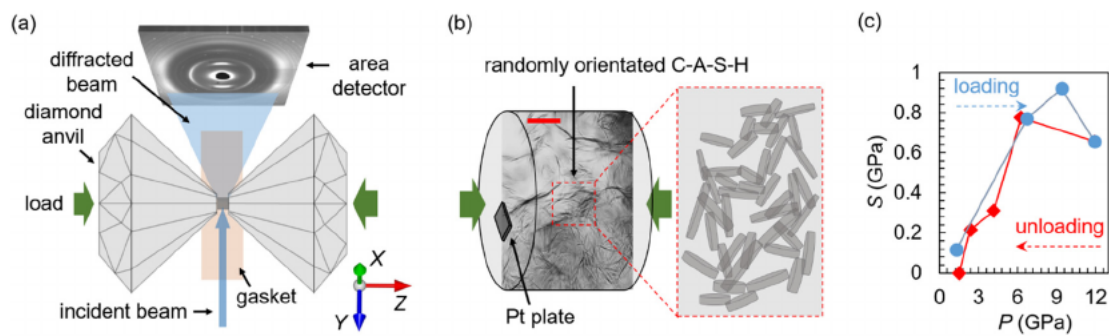 (a)
diffracted
beam
area
detector
diamond
anvil
load
gasket
incident beam
X
Z
Y
(b)
randomly orientated C-A-S-H
Pt plate
(c)
S (GPa)
1
0.8
0.6
0.4
0.2
0
loading
unloading
0 3 6 9 12
P (GPa)